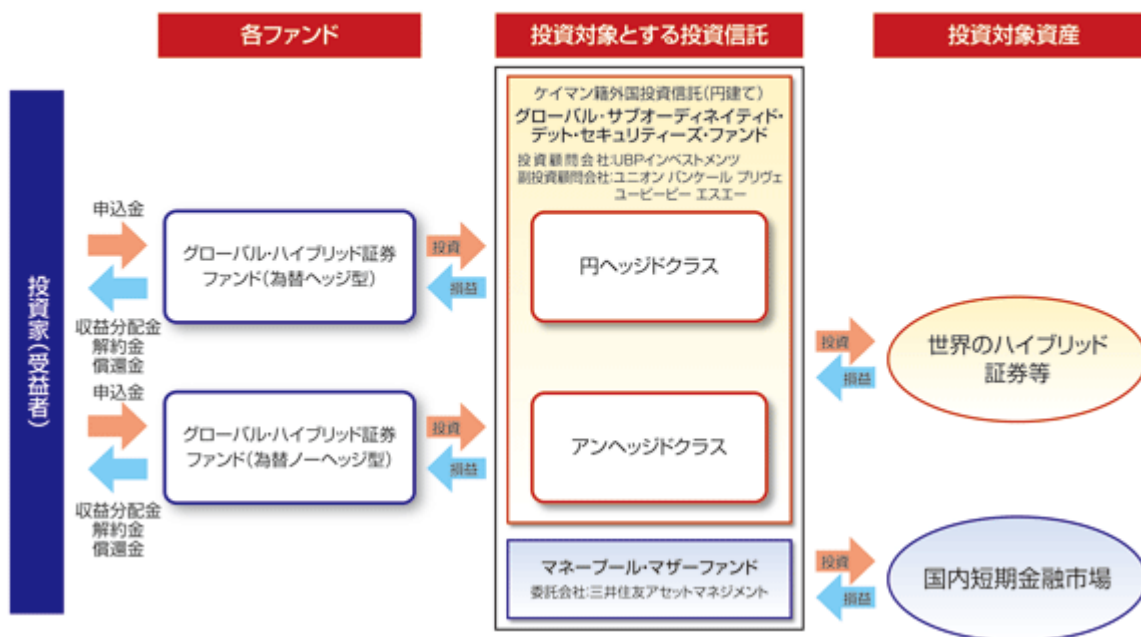 各ファンド
投資対象とする投資信託
投資対象資産
投資家(受益者)
申込金
収益分配金
解約金
償還金
申込金
収益分配金
解約金
償還金
グローバル・ハイブリッド証券
ファンド(為替ヘッジ型)
グローバル・ハイブリッド証券
ファンド(為替ノーヘッジ型)
投資
損益
投資
損益
ケイマン籍外国投資信託(円建て)
グローバル・サブオーディネイティド・
デット・セキュリティーズ・ファンド
投資顧問会社:UBPインベストメンツ
副投資顧問会社:ユニオン バンケール プリヴェ
ユービーピー エスエー
円ヘッジドクラス
アンヘッジドクラス
マネープール・マザーファンド
委託会社:三井住友アセットマネジメント
投資
損益
投資
損益
世界のハイブリッド
証券等
国内短期金融市場